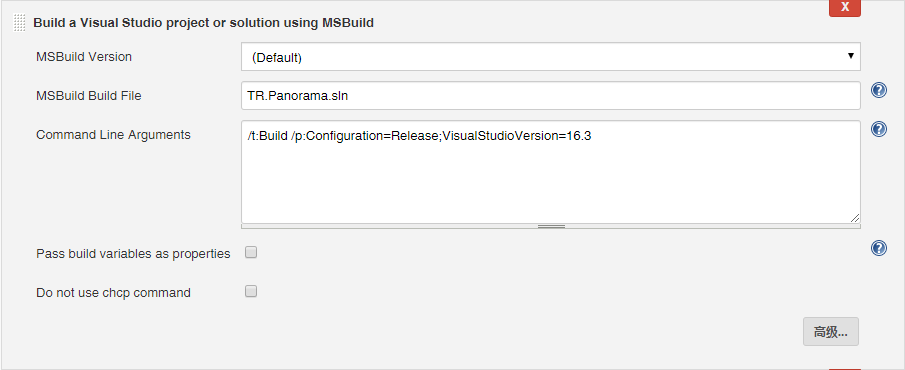 X
Build a Visual Studio project or solution using MSBuild
MSBuild Version
(Default)
MSBuild Build File
TR.Panorama.sln
Command Line Arguments
/t:Build /p:Configuration=Release;VisualStudioVersion=16.3
Pass build variables as properties
Do not use chcp command
高级...